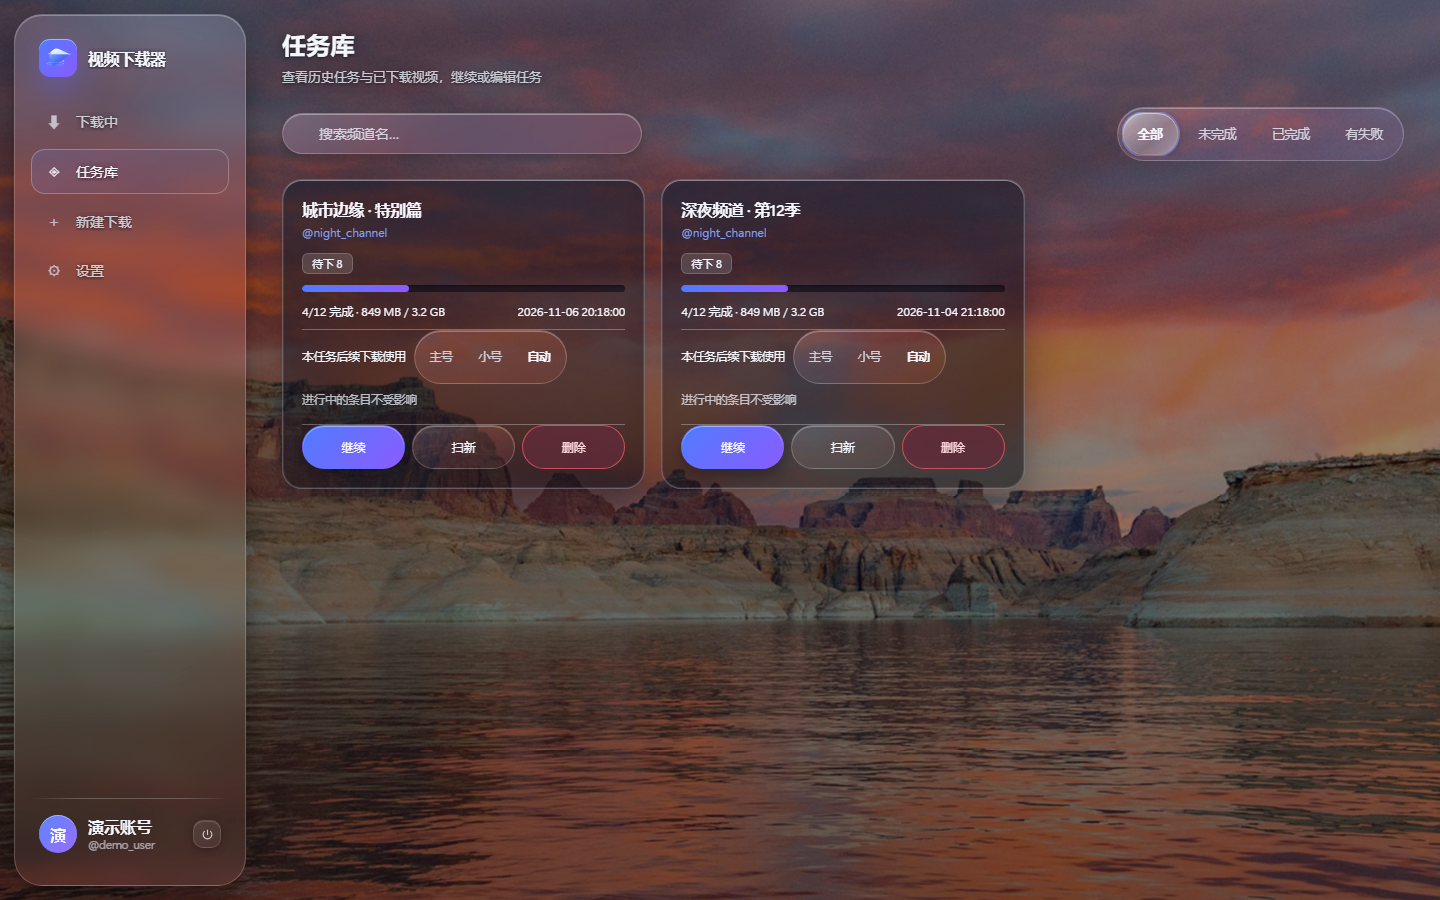 视频下载器
下载中
任务库
新建下载
设置
演
演示账号
@demo_user
任务库
查看历史任务与已下载视频，继续或编辑任务
搜索频道名...
全部 未完成 已完成 有失败
城市边缘 · 特别篇
@night_channel
待下 8
4/12 完成 · 849 MB / 3.2 GB 2026-11-06 20:18:00
本任务后续下载使用 主号 小号 自动
进行中的条目不受影响
继续 扫新 删除
深夜频道 · 第12季
@night_channel
待下 8
4/12 完成 · 849 MB / 3.2 GB 2026-11-04 21:18:00
本任务后续下载使用 主号 小号 自动
进行中的条目不受影响
继续 扫新 删除